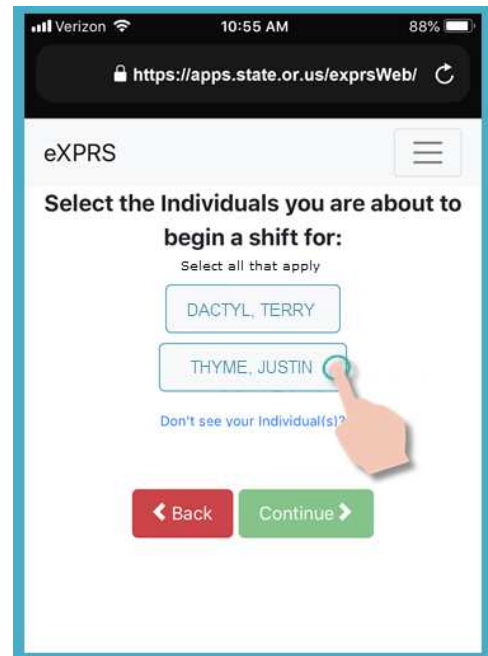 Verizon 10:55 AM 88%
https://apps.state.or.us/exprsWeb/
eXPRS
Select the Individuals you are about to
begin a shift for:
Select all that apply
DACTYL, TERRY
THYME, JUSTIN
Don't see your Individual(s)?
Back Continue